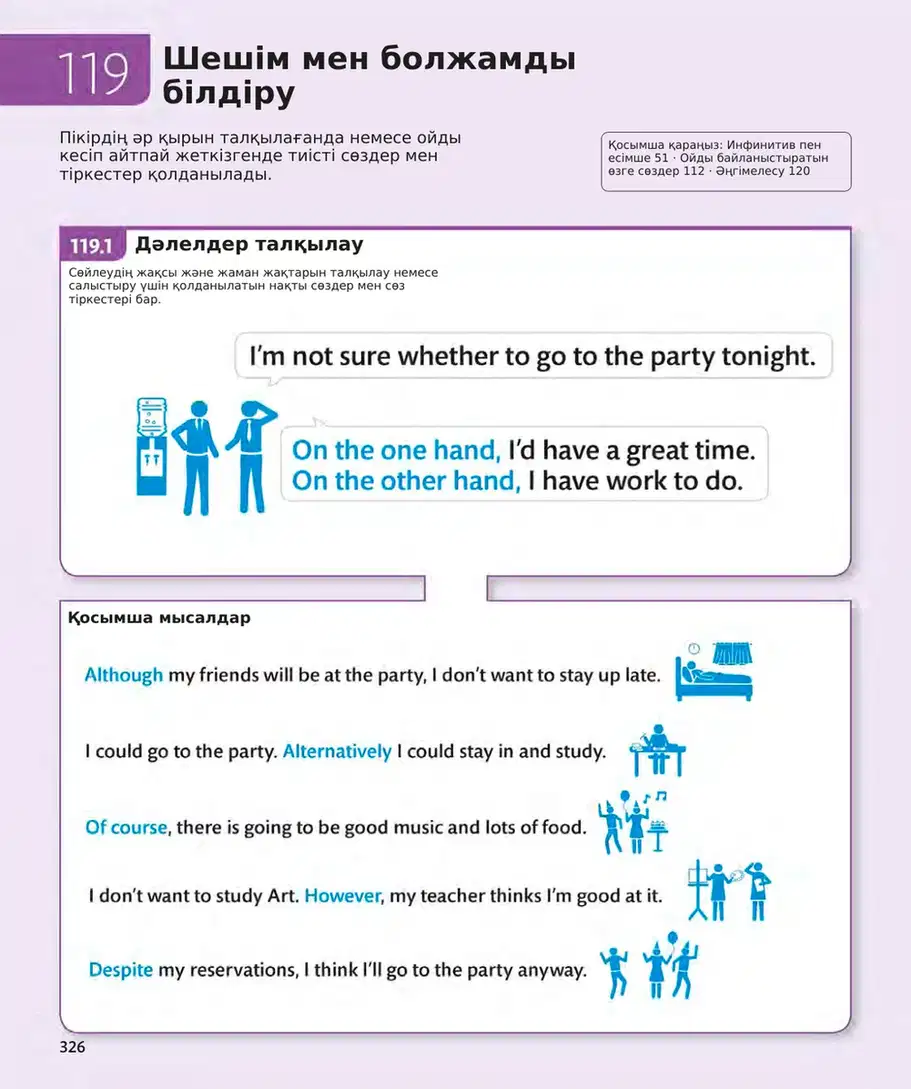 119
Шешім мен болжамды
білдіру
Пікірдің әр қырын талқылағанда немесе ойды
кесіп айтпай жеткізгенде тиісті сөздер мен
тіркестер қолданылады.
Қосымша қараңыз: Инфинитив пен
есімше 51 · Ойды байланыстыратын
өзге сөздер 112 · Әңгімелесу 120
119.1 Дәлелдер талқылау
Сөйлеудің жақсы және жаман жақтарын талқылау немесе
салыстыру үшін қолданылатын нақты сөздер мен сөз
тіркестері бар.
I’m not sure whether to go to the party tonight.
On the one hand, I’d have a great time.
On the other hand, I have work to do.
Қосымша мысалдар
Although my friends will be at the party, I don’t want to stay up late.
I could go to the party. Alternatively I could stay in and study.
Of course, there is going to be good music and lots of food.
I don’t want to study Art. However, my teacher thinks I’m good at it.
Despite my reservations, I think I’ll go to the party anyway.
326